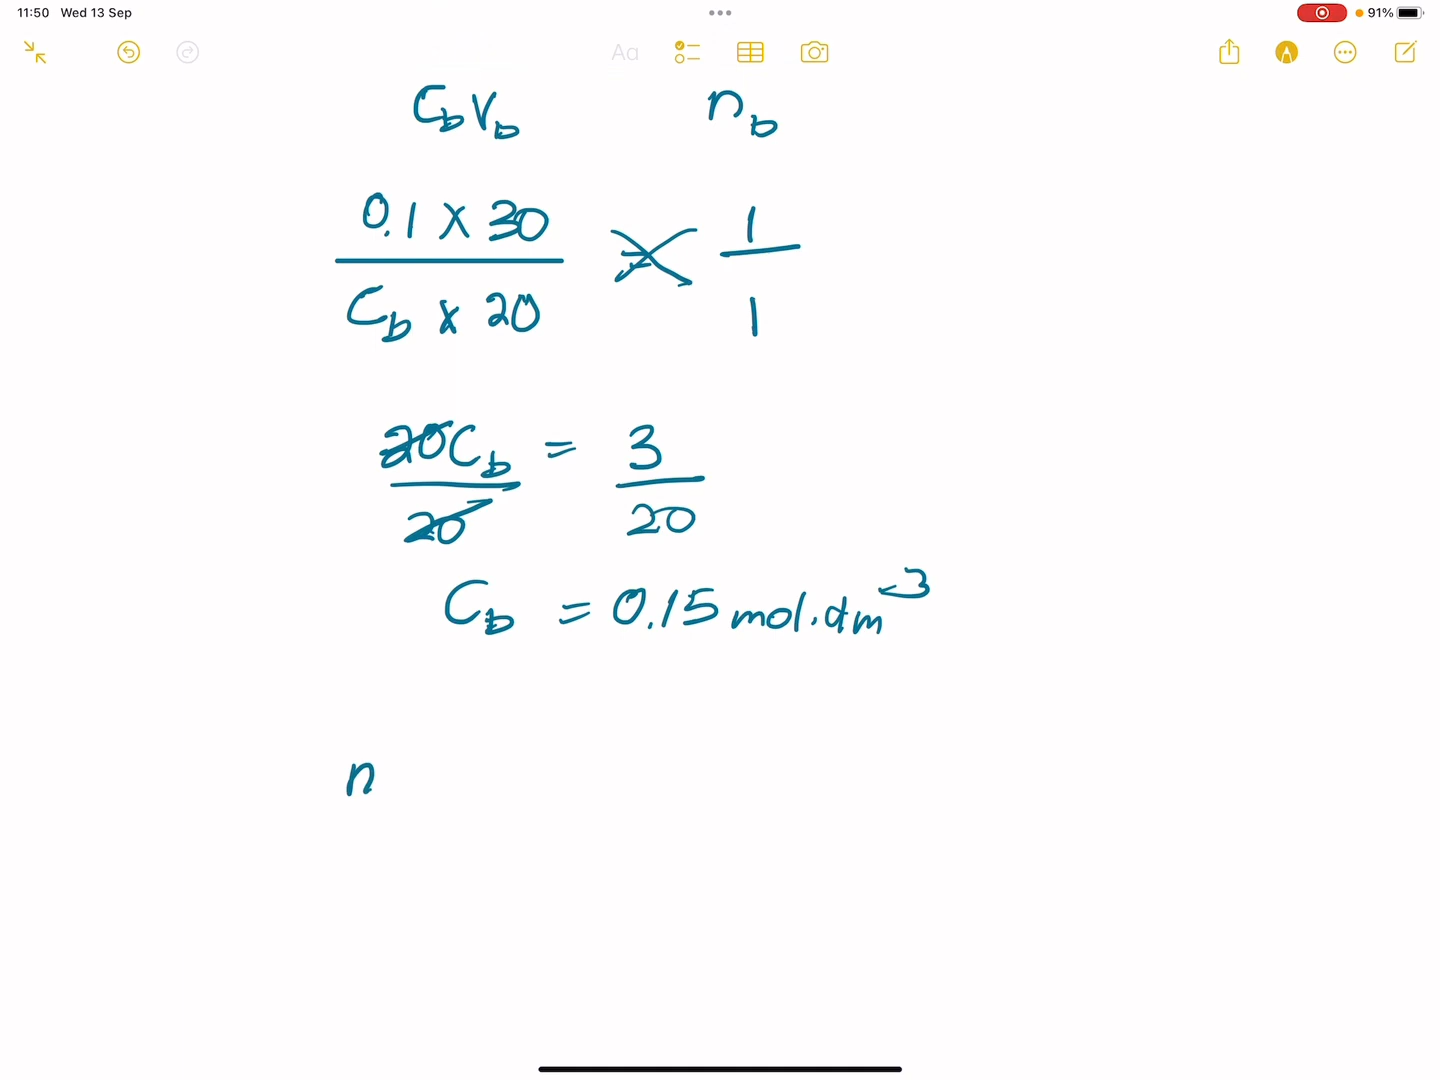 11:50 Wed 13 Sep 91%
Aa
CbVb nb
0.1 x 30 1
=
Cb x 20 1
20Cb = 3
20 20
Cb = 0.15 mol.dm-3
n